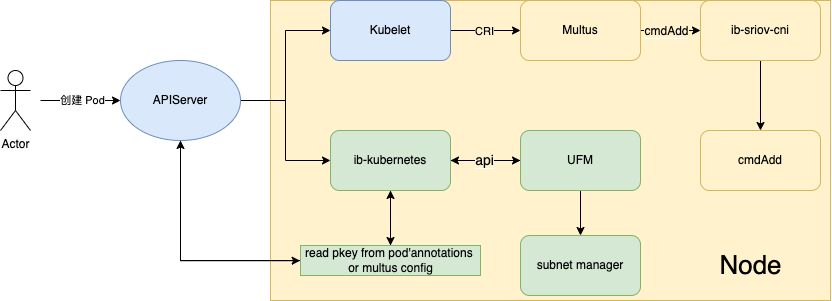 Kubelet
CRI
Multus
cmdAdd
ib-sriov-cni
创建 Pod
APIServer
Actor
ib-kubernetes
api
UFM
cmdAdd
read pkey from pod'annotations
or multus config
subnet manager
Node